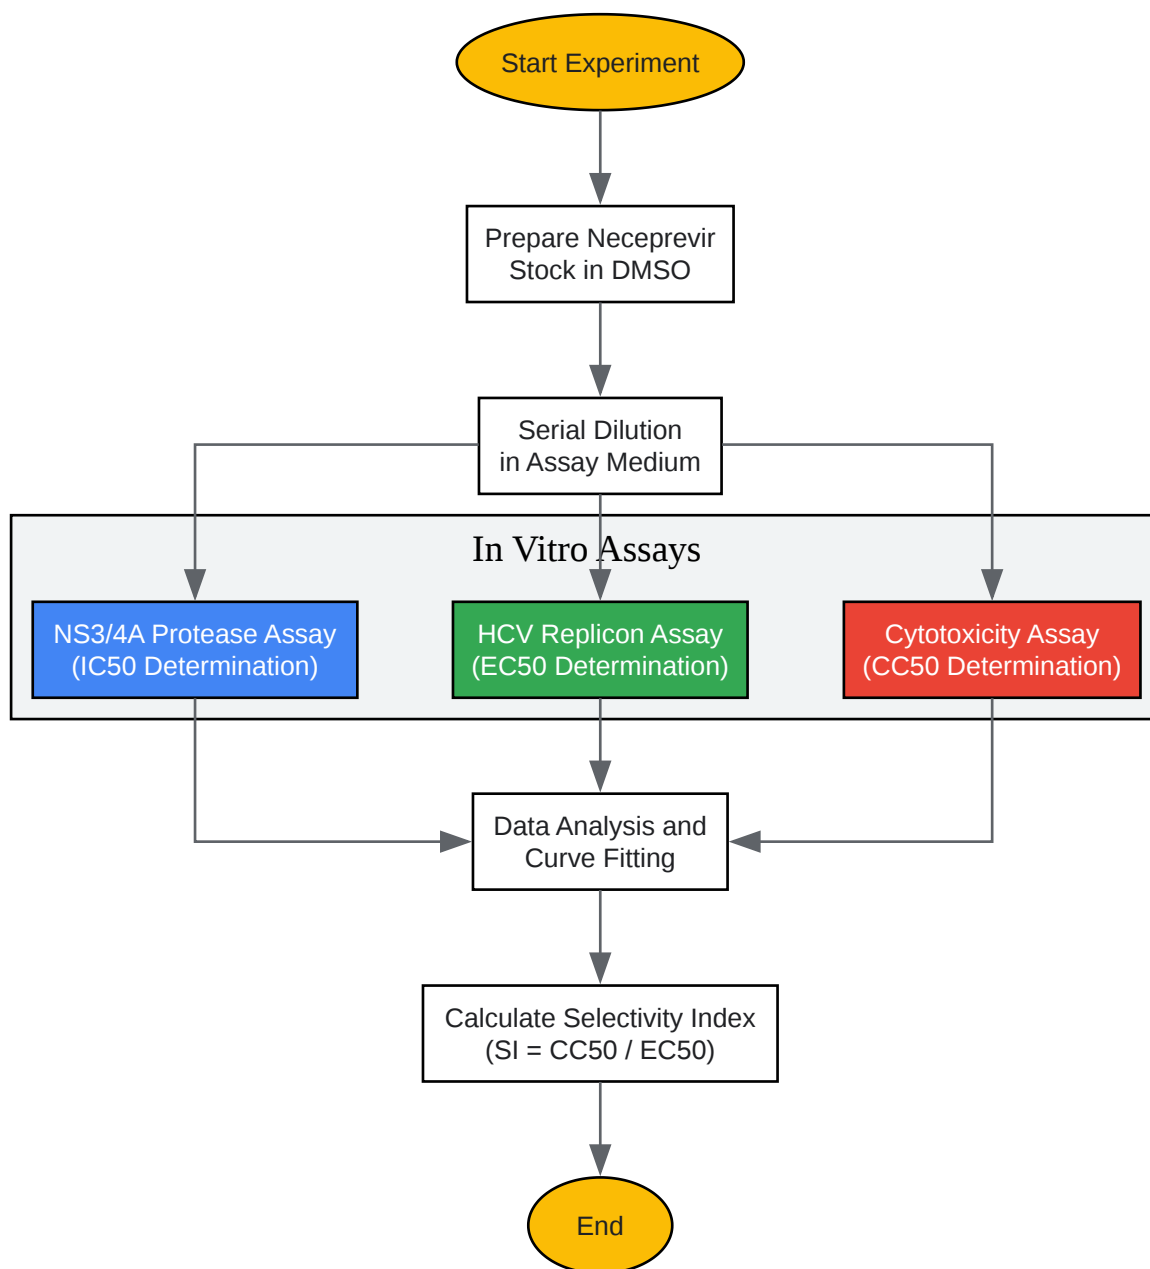 Start Experiment
Prepare Neceprevir
Stock in DMSO
Serial Dilution
in Assay Medium
In Vitro Assays
NS3/4A Protease Assay
(IC50 Determination)
HCV Replicon Assay
(EC50 Determination)
Cytotoxicity Assay
(CC50 Determination)
Data Analysis and
Curve Fitting
Calculate Selectivity Index
(SI = CC50 / EC50)
End